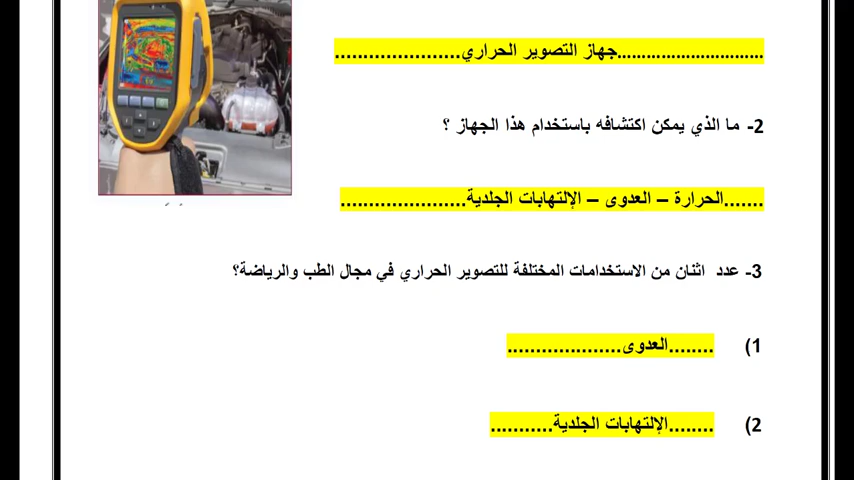 ...............................جهاز التصوير الحراري......................
2- ما الذي يمكن اكتشافه باستخدام هذا الجهاز ؟
.......الحرارة – العدوى – الإلتهابات الجلدية......................
3- عدد اثنان من الاستخدامات المختلفة للتصوير الحراري في مجال الطب والرياضة؟
1) ........العدوى....................
2) ........الإلتهابات الجلدية...........